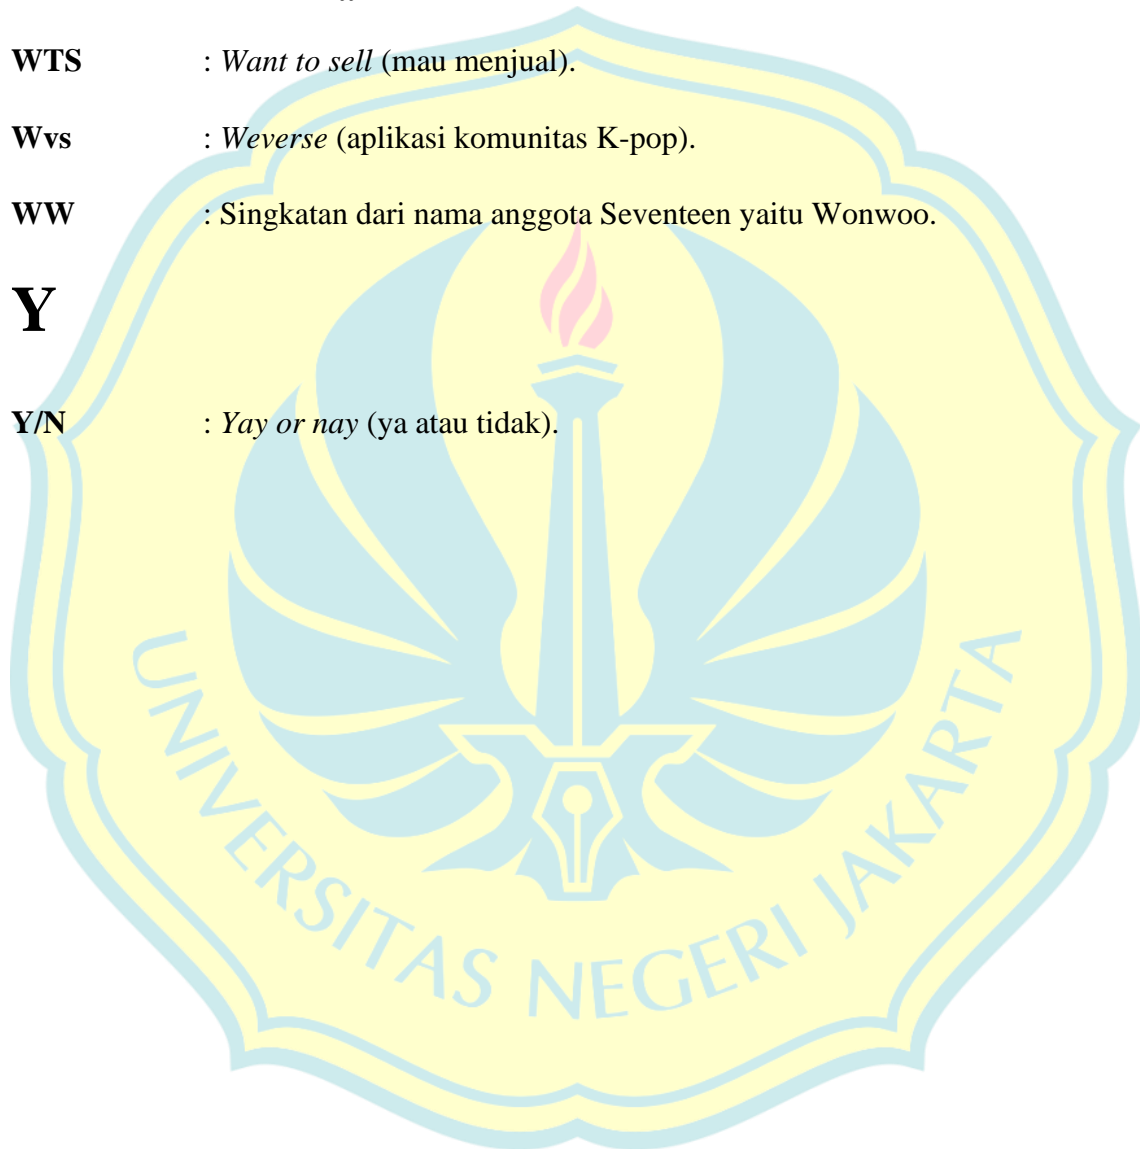 WTS : Want to sell (mau menjual).
Wvs : Weverse (aplikasi komunitas K-pop).
WW : Singkatan dari nama anggota Seventeen yaitu Wonwoo.
Y
Y/N : Yay or nay (ya atau tidak).
UNIVERSITAS NEGERI JAKARTA